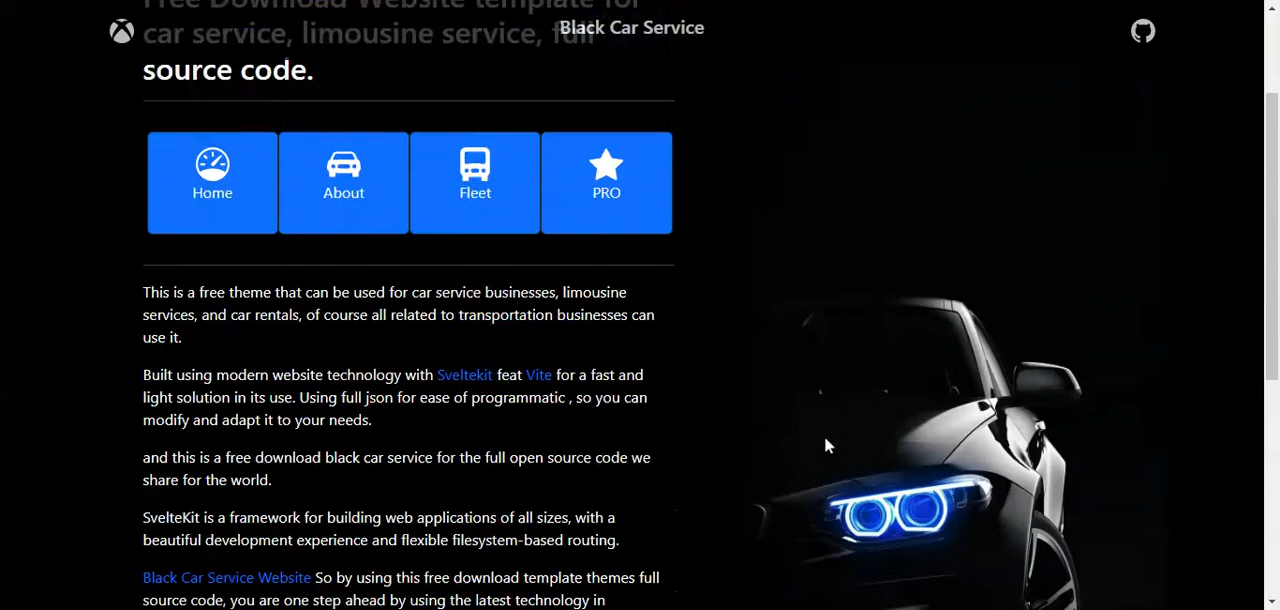 Free Download Website template for
Black Car Service
car service, limousine service, full
source code.
Home
About
Fleet
PRO
This is a free theme that can be used for car service businesses, limousine
services, and car rentals, of course all related to transportation businesses can
use it.
Built using modern website technology with Sveltekit feat Vite for a fast and
light solution in its use. Using full json for ease of programmatic , so you can
modify and adapt it to your needs.
and this is a free download black car service for the full open source code we
share for the world.
SvelteKit is a framework for building web applications of all sizes, with a
beautiful development experience and flexible filesystem-based routing.
Black Car Service Website So by using this free download template themes full
source code, you are one step ahead by using the latest technology in